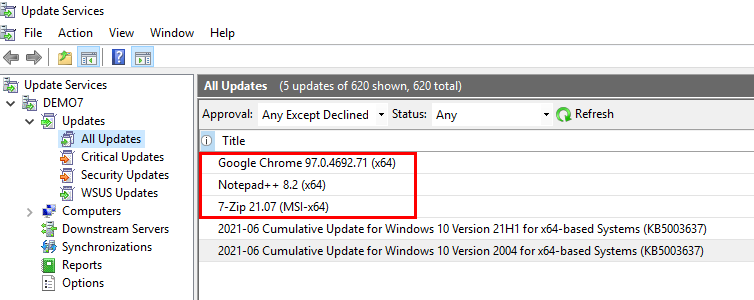 Update Services
File Action View Window Help
Update Services
DEMO7
Updates
All Updates
Critical Updates
Security Updates
WSUS Updates
Computers
Downstream Servers
Synchronizations
Reports
Options
All Updates (5 updates of 620 shown, 620 total)
Approval: Any Except Declined Status: Any Refresh
Title
Google Chrome 97.0.4692.71 (x64)
Notepad++ 8.2 (x64)
7-Zip 21.07 (MSI-x64)
2021-06 Cumulative Update for Windows 10 Version 21H1 for x64-based Systems (KB5003637)
2021-06 Cumulative Update for Windows 10 Version 2004 for x64-based Systems (KB5003637)